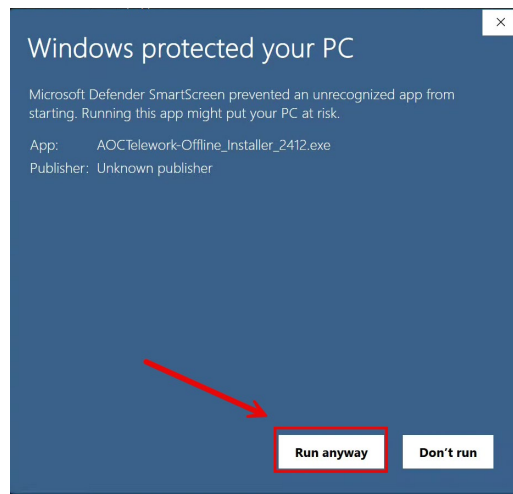 Windows protected your PC
Microsoft Defender SmartScreen prevented an unrecognized app from
starting. Running this app might put your PC at risk.
App: AOCTelework-Offline_Installer_2412.exe
Publisher: Unknown publisher
Run anyway
Don't run